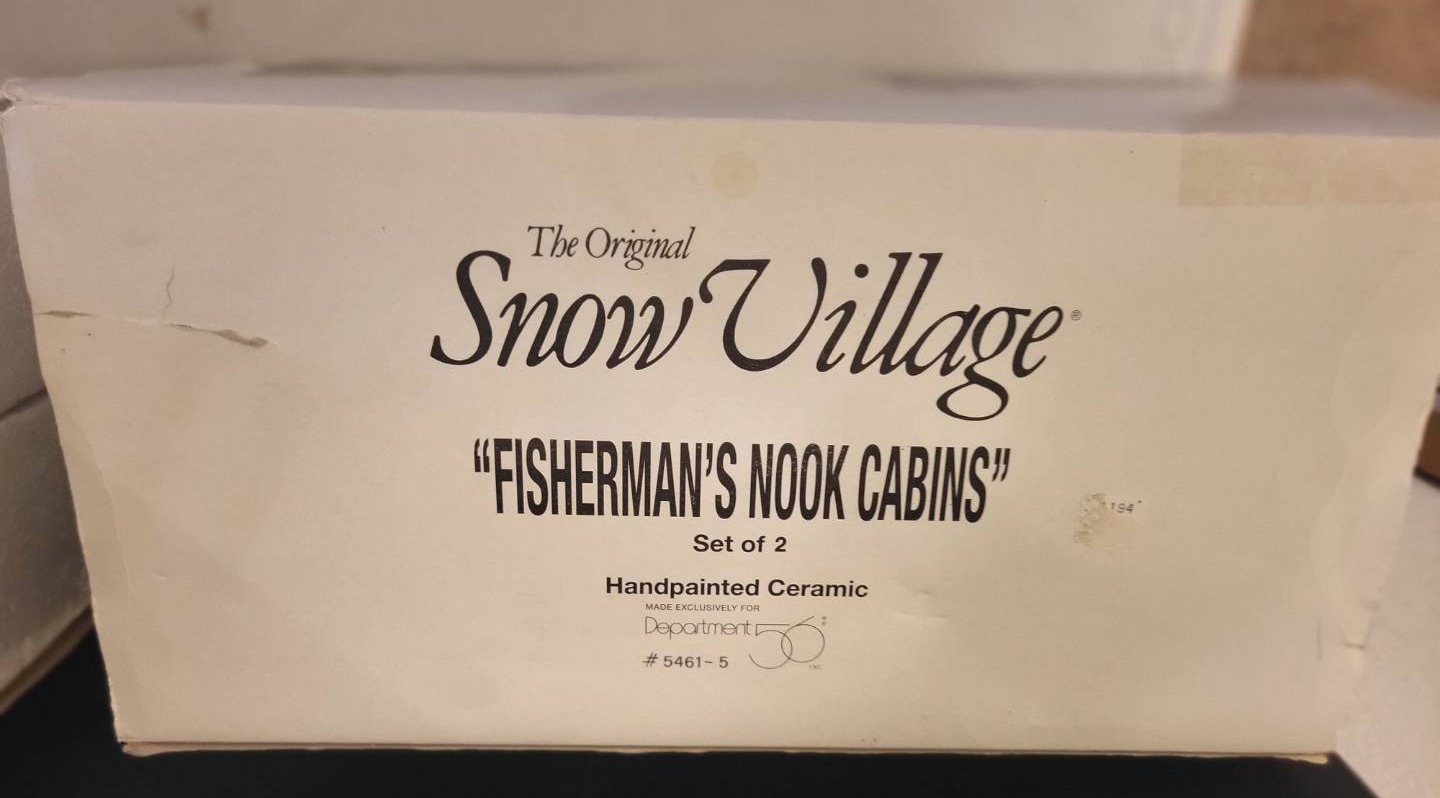 The Original
Snow Village®
“FISHERMAN’S NOOK CABINS”
Set of 2
Handpainted Ceramic
MADE EXCLUSIVELY FOR
Department 56
INC.
# 5461-5